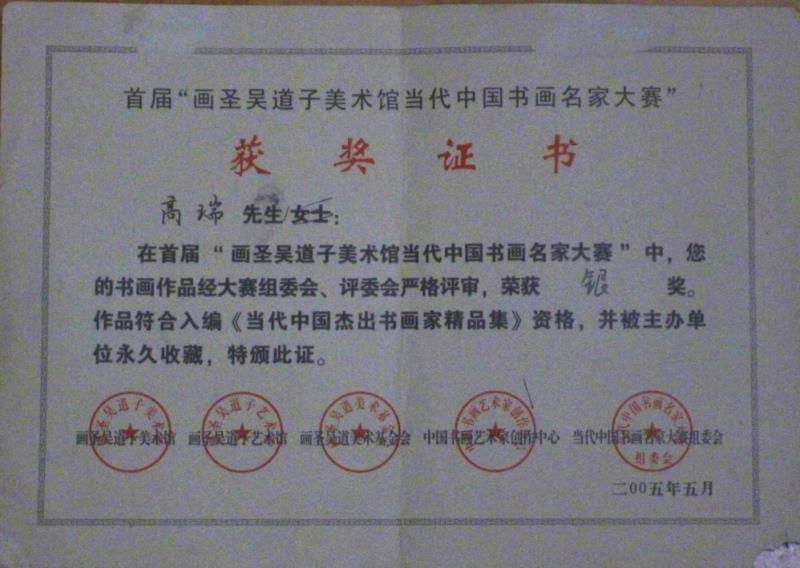 首届“画圣吴道子美术馆当代中国书画名家大赛”
获奖证书
高瑞 先生/女士：
在首届“画圣吴道子美术馆当代中国书画名家大赛”中，您
的书画作品经大赛组委会、评委会严格评审，荣获 银 奖。
作品符合入编《当代中国杰出书画家精品集》资格，并被主办单
位永久收藏，特颁此证。
画圣吴道子美术馆 画圣吴道子艺术馆 画圣吴道美术基金会 中国书画艺术家创作中心 当代中国书画名家大赛组委会
组委会
二00五年五月